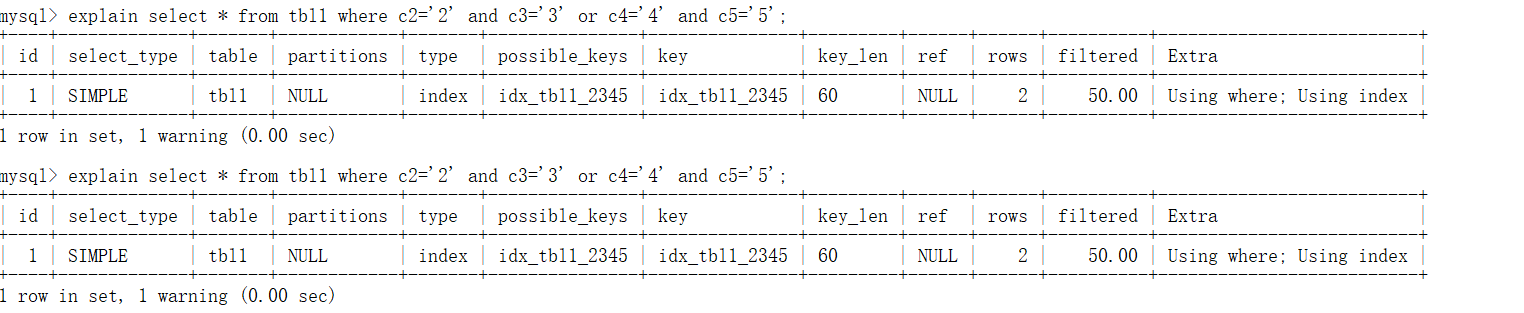 mysql> explain select * from tbl1 where c2='2' and c3='3' or c4='4' and c5='5';
+----+-------------+-------+------------+-------+---------------+---------------+---------+------+------+----------+--------------------------+
| id | select_type | table | partitions | type  | possible_keys | key           | key_len | ref  | rows | filtered | Extra                    |
+----+-------------+-------+------------+-------+---------------+---------------+---------+------+------+----------+--------------------------+
|  1 | SIMPLE      | tbl1  | NULL       | index | idx_tbl1_2345 | idx_tbl1_2345 | 60      | NULL |    2 |    50.00 | Using where; Using index |
+----+-------------+-------+------------+-------+---------------+---------------+---------+------+------+----------+--------------------------+
1 row in set, 1 warning (0.00 sec)
mysql> explain select * from tbl1 where c2='2' and c3='3' or c4='4' and c5='5';
+----+-------------+-------+------------+-------+---------------+---------------+---------+------+------+----------+--------------------------+
| id | select_type | table | partitions | type  | possible_keys | key           | key_len | ref  | rows | filtered | Extra                    |
+----+-------------+-------+------------+-------+---------------+---------------+---------+------+------+----------+--------------------------+
|  1 | SIMPLE      | tbl1  | NULL       | index | idx_tbl1_2345 | idx_tbl1_2345 | 60      | NULL |    2 |    50.00 | Using where; Using index |
+----+-------------+-------+------------+-------+---------------+---------------+---------+------+------+----------+--------------------------+
1 row in set, 1 warning (0.00 sec)